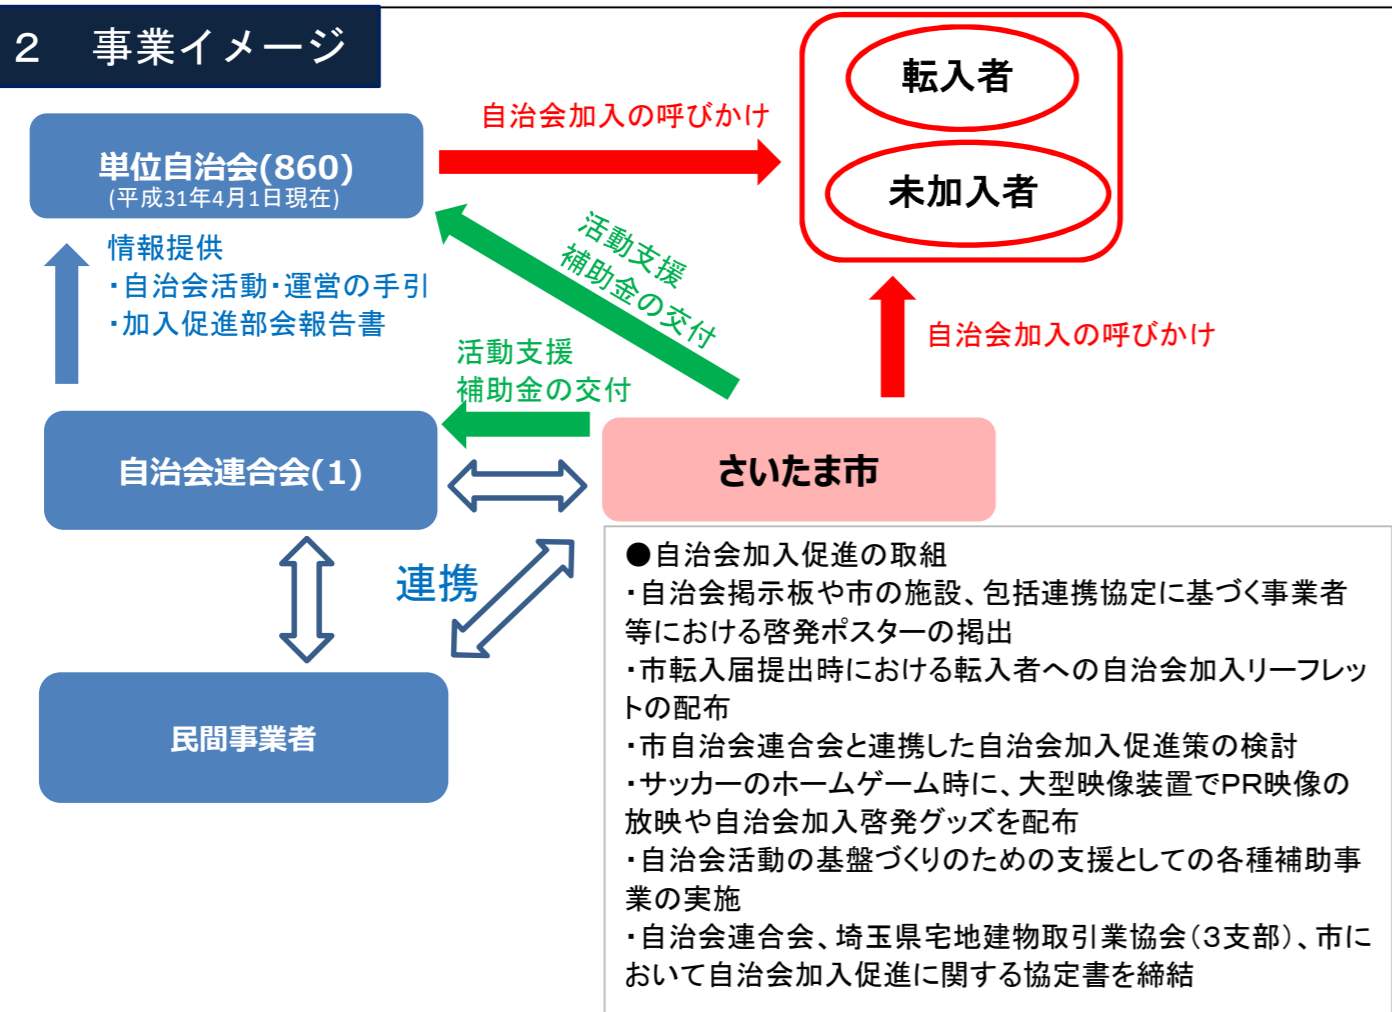 ２　事業イメージ
転入者
未加入者
自治会加入の呼びかけ
単位自治会(860)
(平成31年4月1日現在)
情報提供
・自治会活動・運営の手引
・加入促進部会報告書
活動支援
補助金の交付
自治会加入の呼びかけ
活動支援
補助金の交付
自治会連合会(1)
さいたま市
連携
民間事業者
●自治会加入促進の取組
・自治会掲示板や市の施設、包括連携協定に基づく事業者
等における啓発ポスターの掲出
・市転入届提出時における転入者への自治会加入リーフレッ
トの配布
・市自治会連合会と連携した自治会加入促進策の検討
・サッカーのホームゲーム時に、大型映像装置でＰＲ映像の
放映や自治会加入啓発グッズを配布
・自治会活動の基盤づくりのための支援としての各種補助事
業の実施
・自治会連合会、埼玉県宅地建物取引業協会（３支部）、市に
おいて自治会加入促進に関する協定書を締結